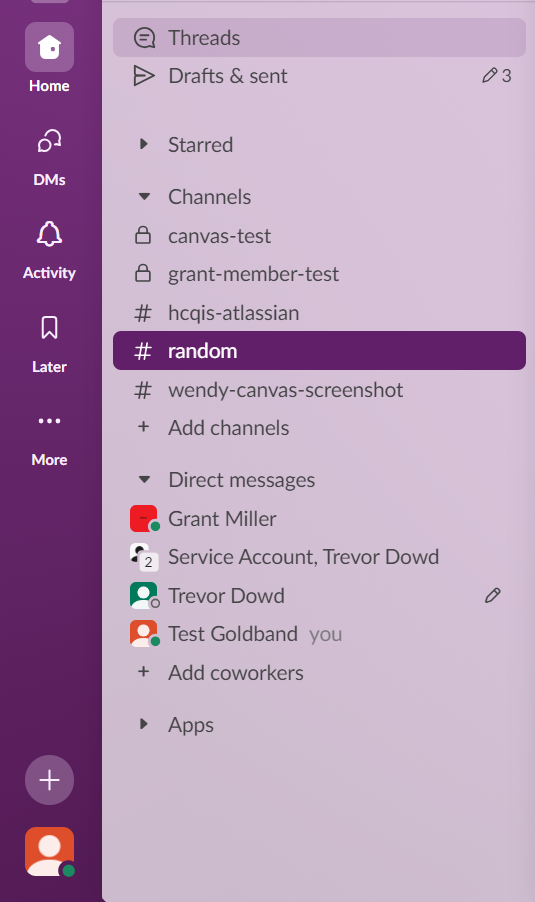 Home
DMs
Activity
Later
More
Threads
Drafts & sent 3
Starred
Channels
canvas-test
grant-member-test
# hcqis-atlassian
# random
# wendy-canvas-screenshot
+ Add channels
Direct messages
Grant Miller
2 Service Account, Trevor Dowd
Trevor Dowd
Test Goldband you
+ Add coworkers
Apps